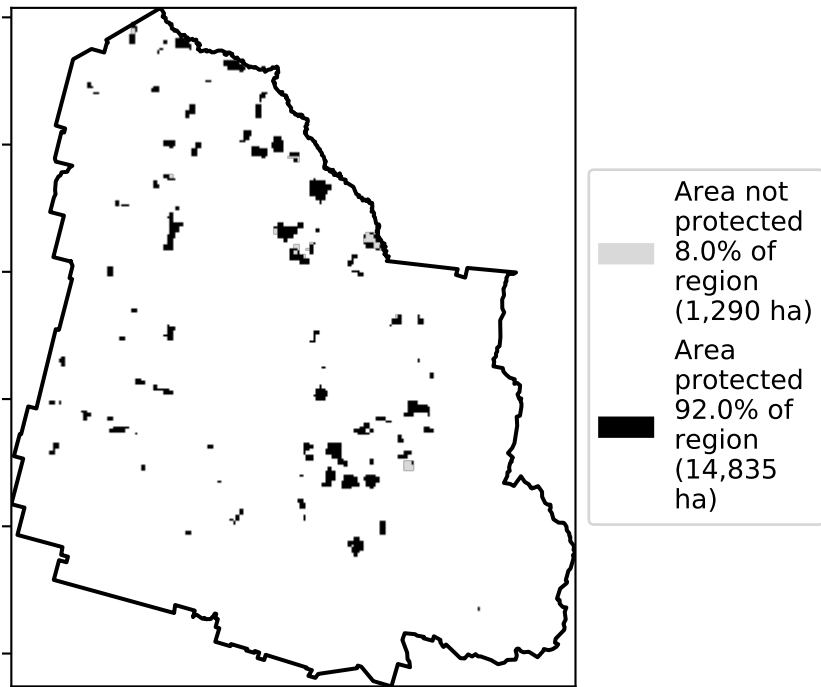 Area not
protected
8.0% of
region
(1,290 ha)
Area
protected
92.0% of
region
(14,835
ha)